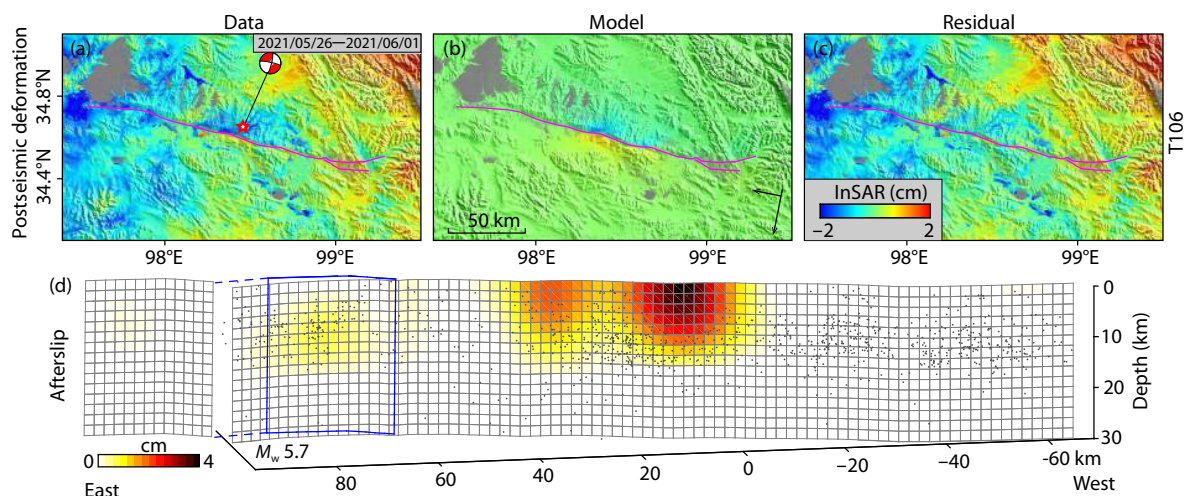 Data
Model
Residual
(a)
2021/05/26—2021/06/01
(b)
(c)
Postseismic deformation
34.8°N
34.4°N
T106
50 km
InSAR (cm)
−2
2
98°E
99°E
98°E
99°E
98°E
99°E
(d)
Afterslip
0
10
20
30
Depth (km)
cm
0
4
Mw 5.7
80
60
40
20
0
−20
−40
-60 km
East
West